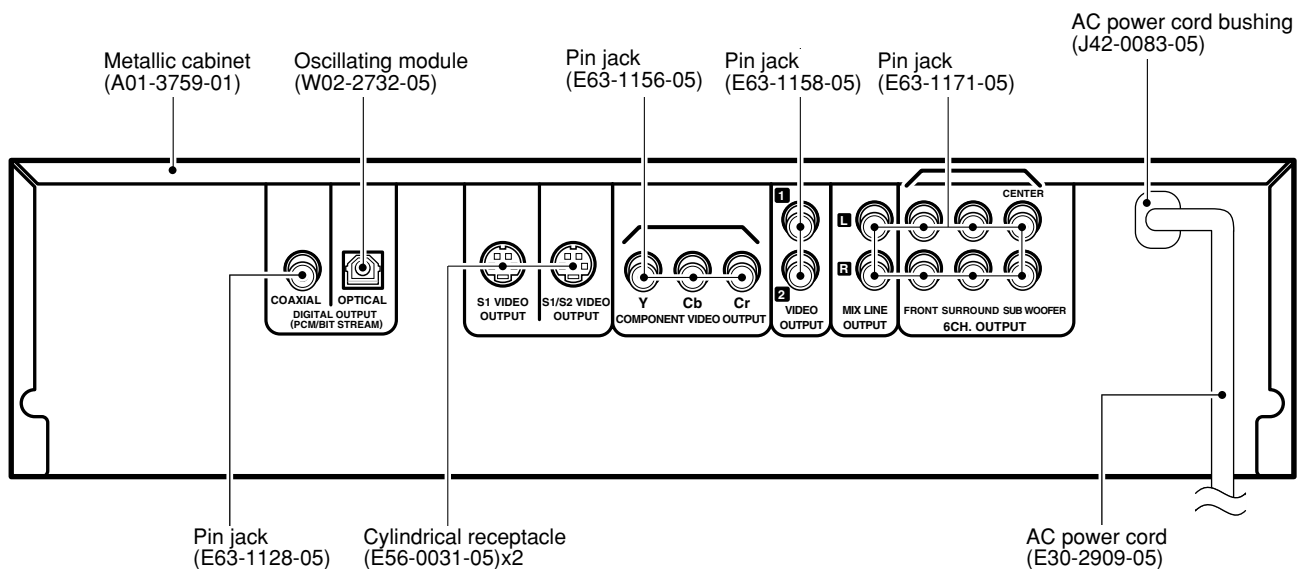 AC power cord bushing
(J42-0083-05)
Metallic cabinet
(A01-3759-01)
Oscillating module
(W02-2732-05)
Pin jack
(E63-1156-05)
Pin jack
(E63-1158-05)
Pin jack
(E63-1171-05)
COAXIAL
OPTICAL
DIGITAL OUTPUT
(PCM/BIT STREAM)
S1 VIDEO
OUTPUT
S1/S2 VIDEO
OUTPUT
Y Cb Cr
COMPONENT VIDEO OUTPUT
1
2
VIDEO
OUTPUT
L
R
MIX LINE
OUTPUT
CENTER
FRONT SURROUND SUB WOOFER
6CH. OUTPUT
Pin jack
(E63-1128-05)
Cylindrical receptacle
(E56-0031-05)x2
AC power cord
(E30-2909-05)